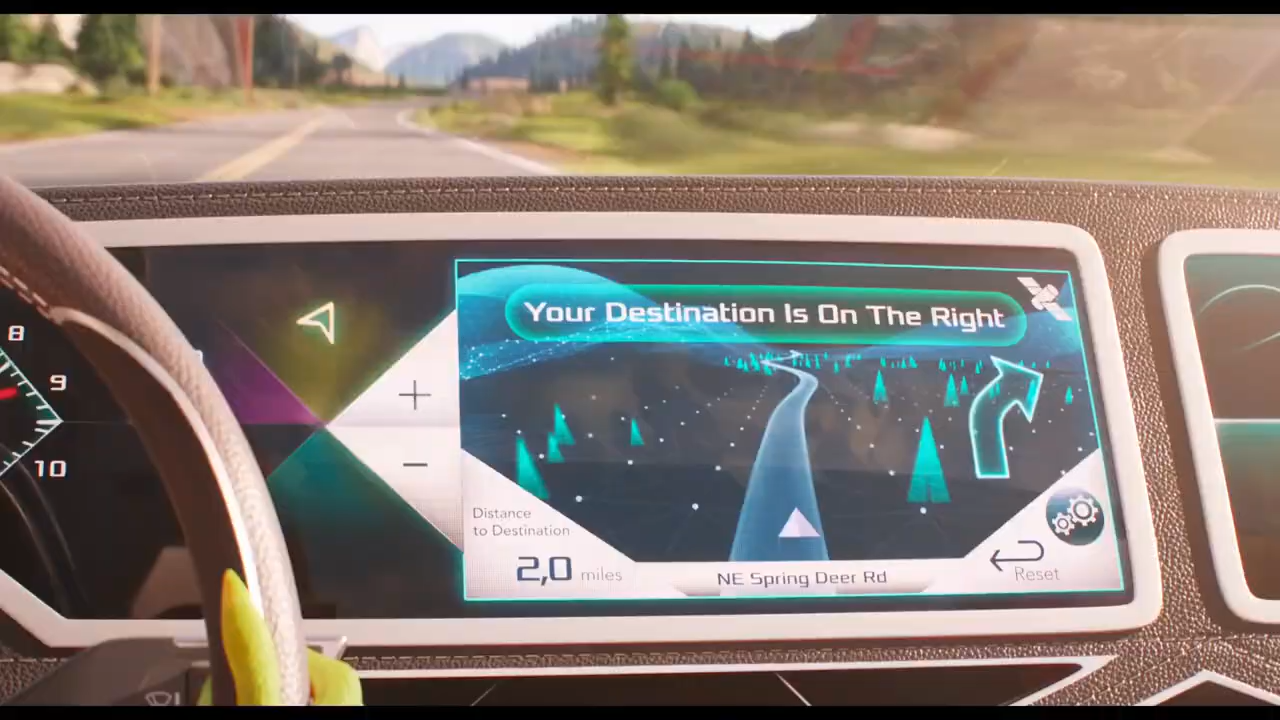 8
9
10
+
−
Your Destination Is On The Right
Distance
to Destination
2,0 miles
NE Spring Deer Rd
Reset